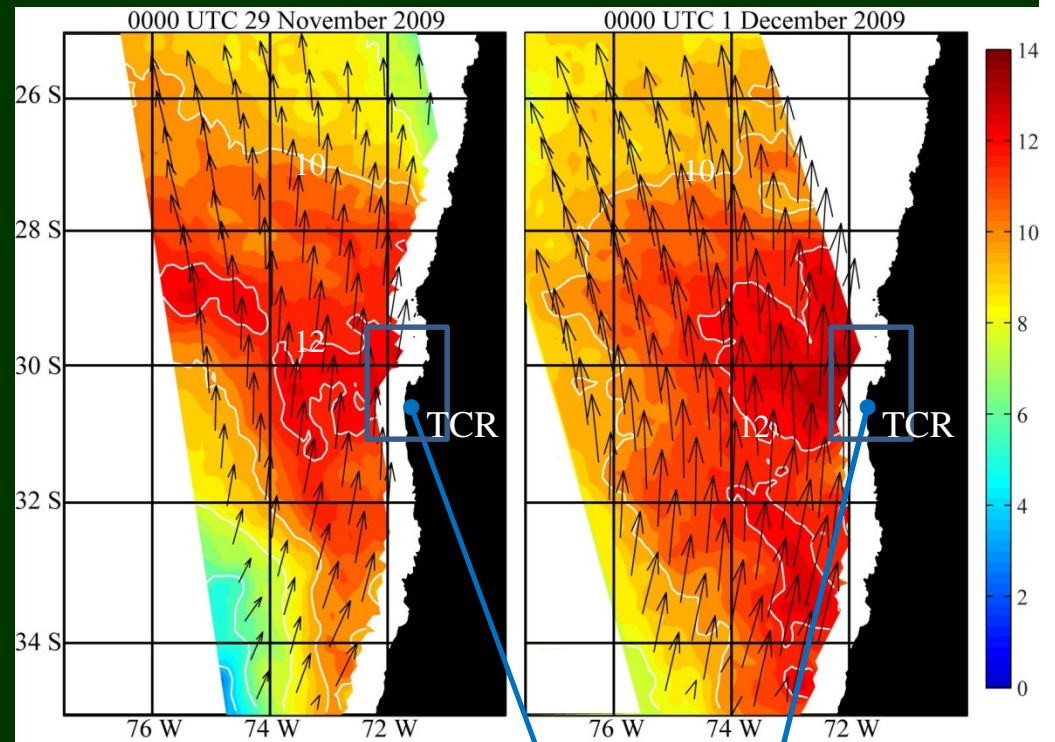 0000 UTC 29 November 2009
0000 UTC 1 December 2009
26 S
28 S
30 S
32 S
34 S
10
12
TCR
10
12
TCR
76 W
74 W
72 W
76 W
74 W
72 W
14
12
10
8
6
4
2
0